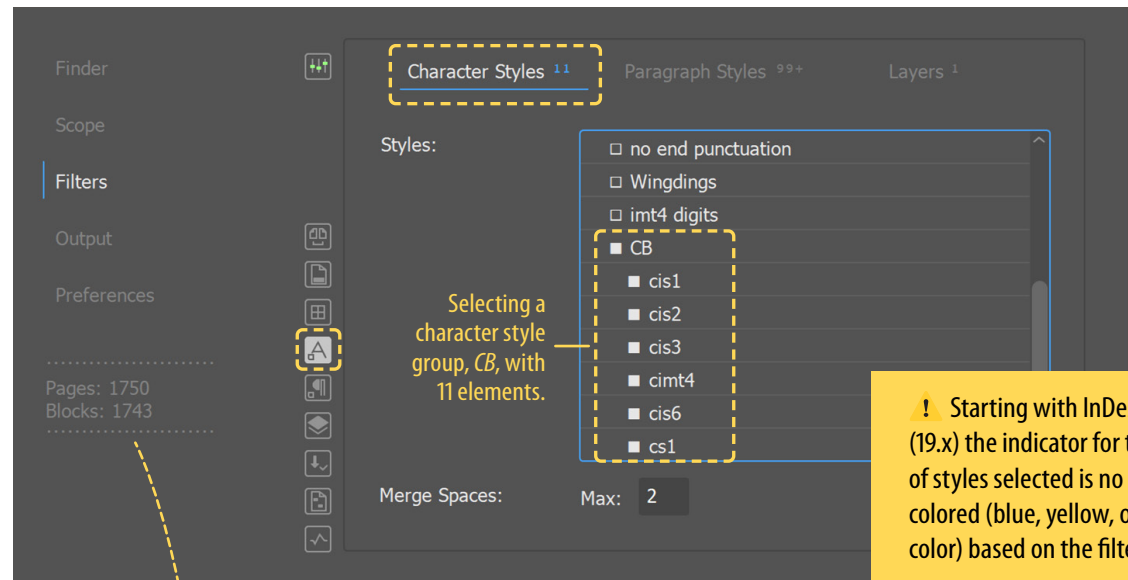 Finder
Scope
Filters
Output
Preferences
Pages: 1750
Blocks: 1743
Character Styles 11
Paragraph Styles 99+
Layers 1
Styles:
no end punctuation
Wingdings
imt4 digits
CB
cis1
cis2
cis3
cimt4
cis6
cs1
Selecting a
character style
group, CB, with
11 elements.
Merge Spaces:
Max: 2
! Starting with
(19.x) the indicator for
of styles selected is no
colored (blue, yellow,
color) based on the